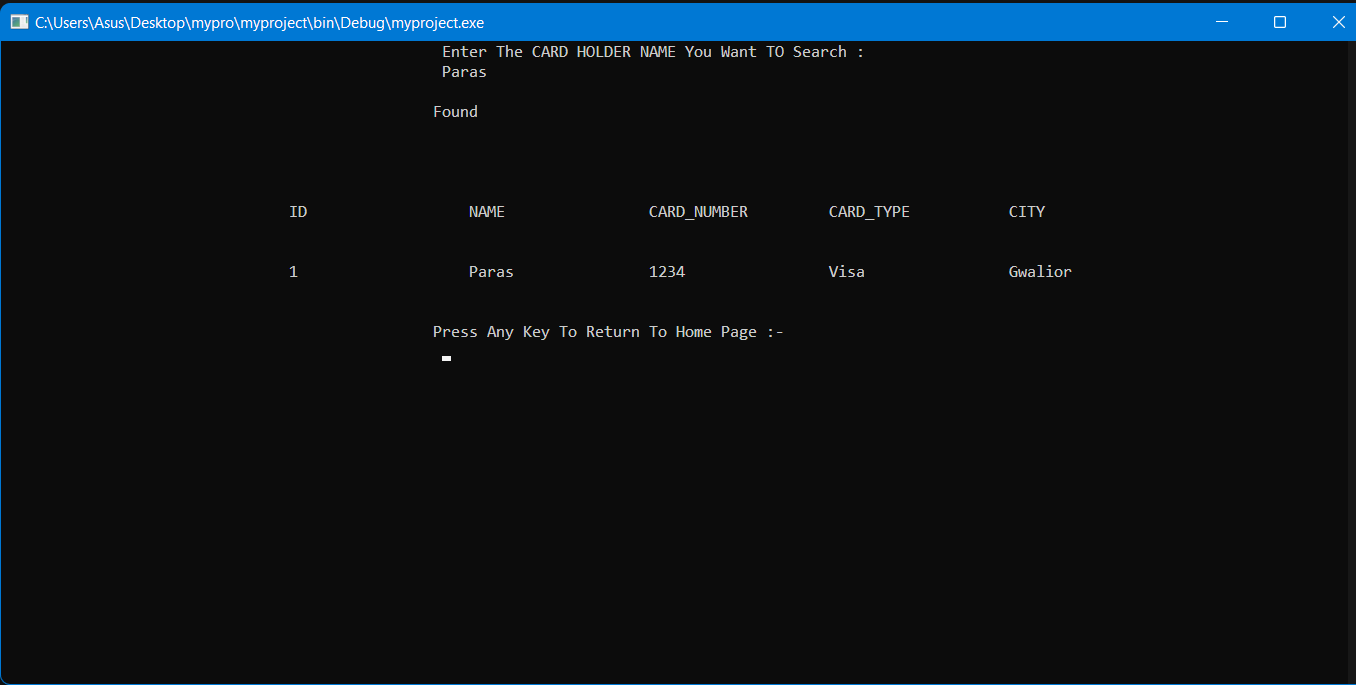 C:\Users\Asus\Desktop\mypro\myproject\bin\Debug\myproject.exe
Enter The CARD HOLDER NAME You Want TO Search :
Paras
Found
ID NAME CARD_NUMBER CARD_TYPE CITY
1 Paras 1234 Visa Gwalior
Press Any Key To Return To Home Page :-